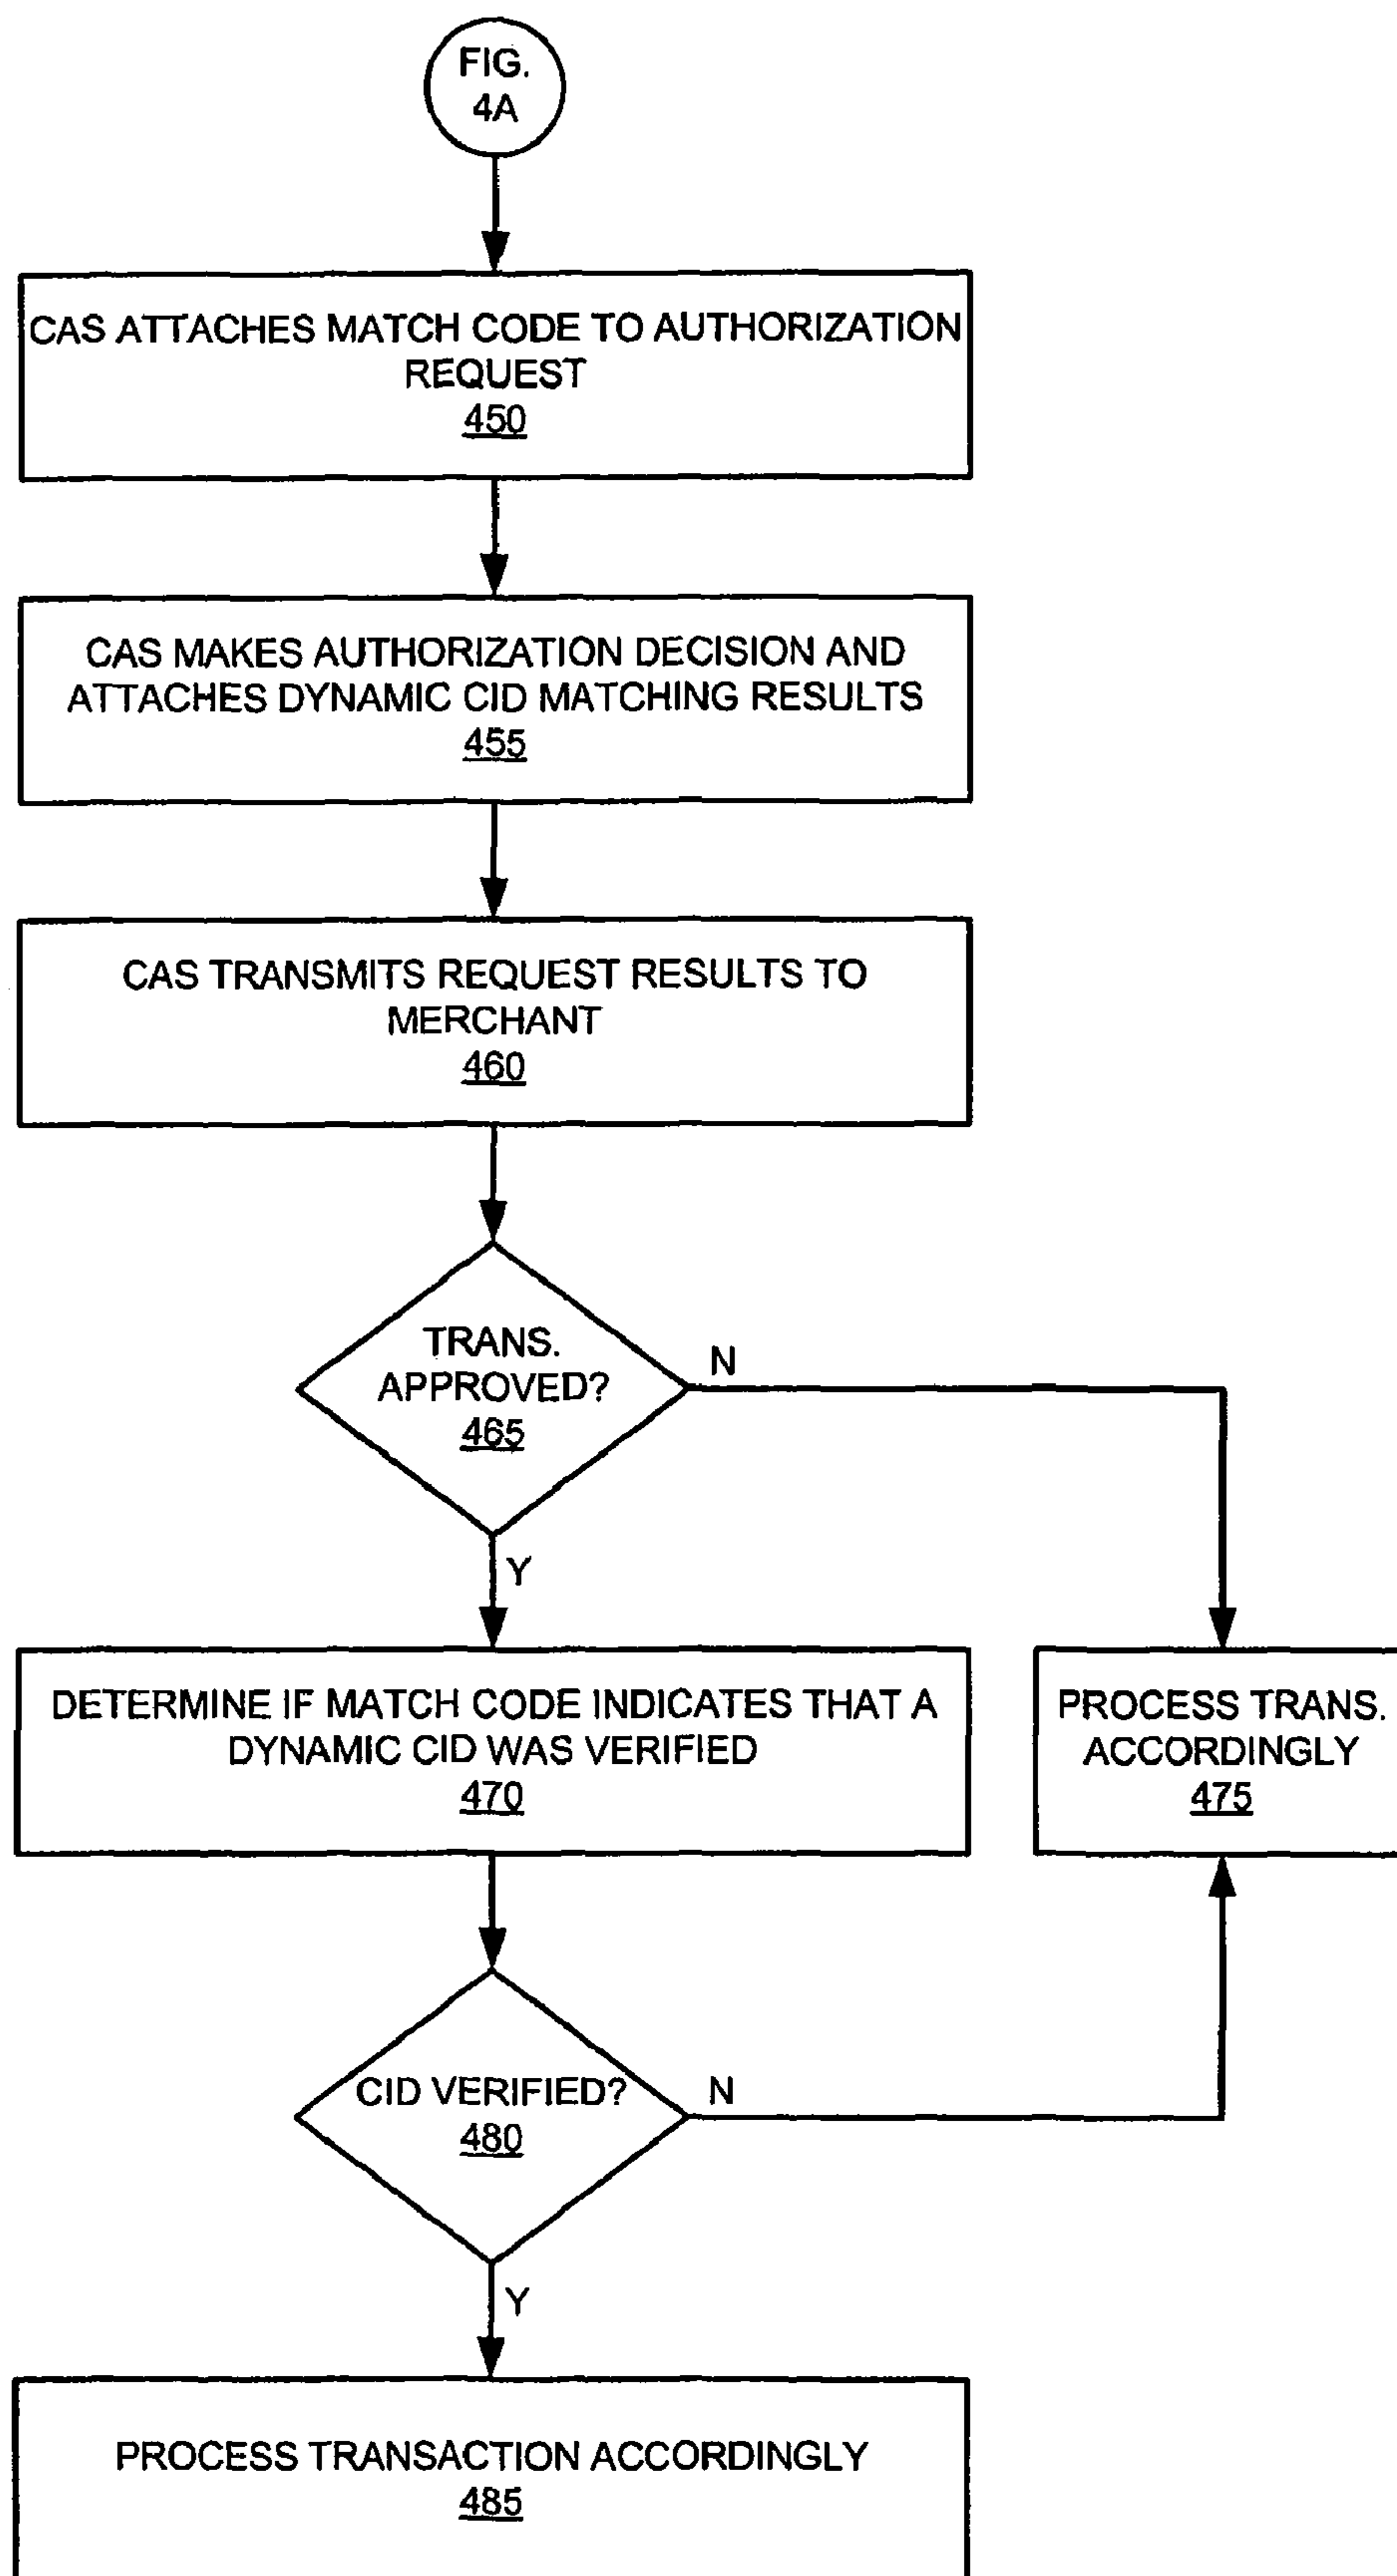 FIG.
4A
CAS ATTACHES MATCH CODE TO AUTHORIZATION
REQUEST
450
CAS MAKES AUTHORIZATION DECISION AND
ATTACHES DYNAMIC CID MATCHING RESULTS
455
CAS TRANSMITS REQUEST RESULTS TO
MERCHANT
460
TRANS.
APPROVED?
465
N
Y
DETERMINE IF MATCH CODE INDICATES THAT A
DYNAMIC CID WAS VERIFIED
470
PROCESS TRANS.
ACCORDINGLY
475
CID VERIFIED?
480
N
Y
PROCESS TRANSACTION ACCORDINGLY
485